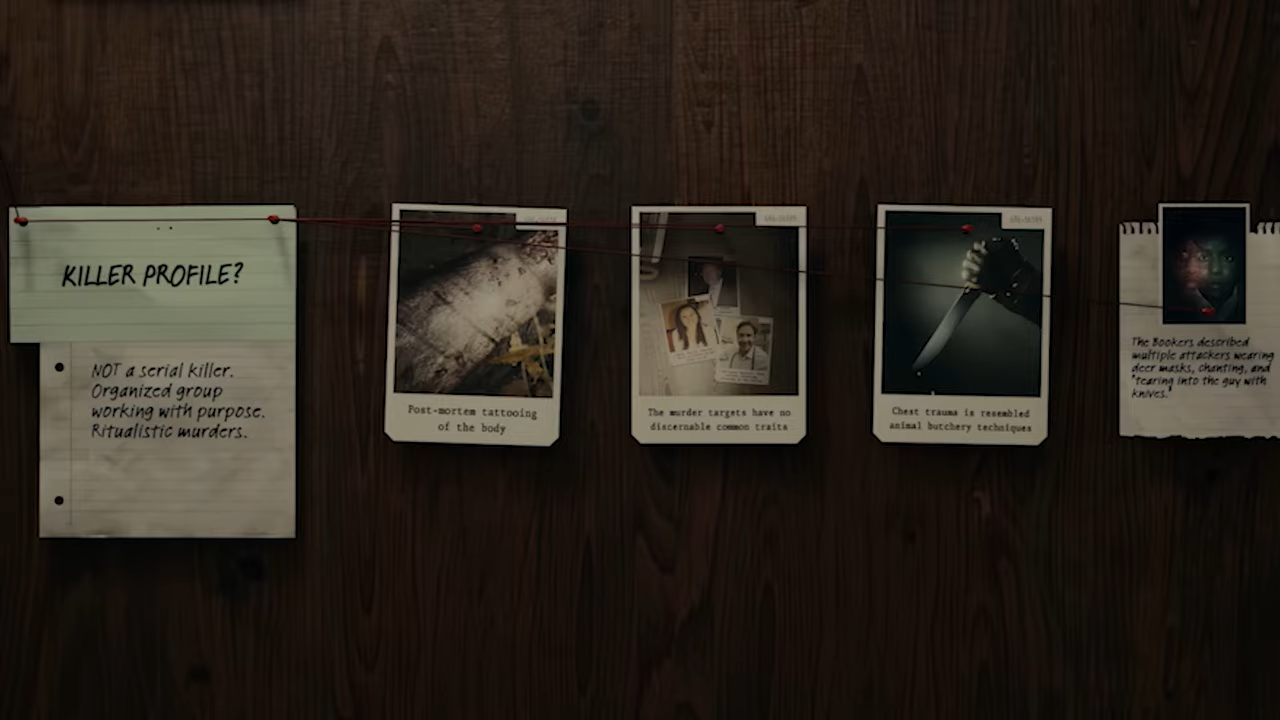 KILLER PROFILE?
NOT a serial killer.
Organized group
working with purpose.
Ritualistic murders.
Post-mortem tattooing
of the body
The murder targets have no
discernable common traits
Chest trauma is resembled
animal butchery techniques
The Bookers described
multiple attackers wearing
deer masks, chanting, and
"tearing into the guy with
knives."